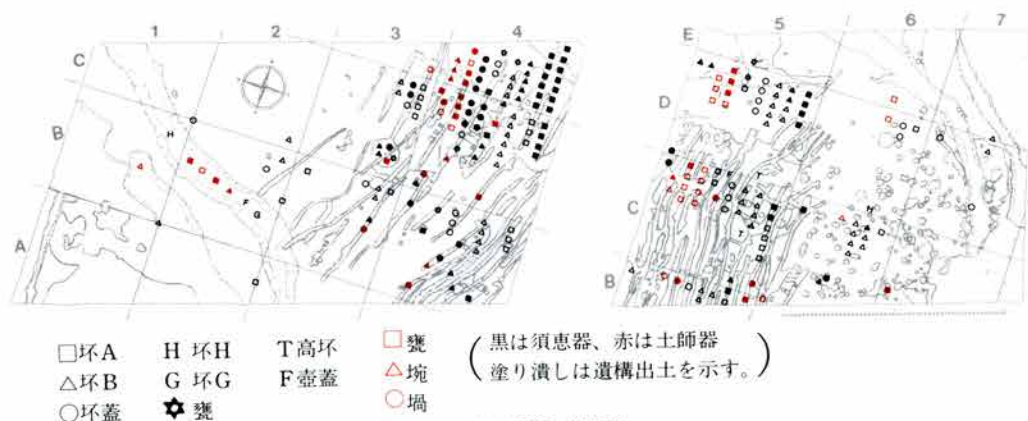 1 2 3 4
C
B
A
H
F
G
5 6 7
E
D
C
B
F
T
T
H
□坏A H 坏H T高坏 □甕
△坏B G 坏G F壺蓋 △埦
○坏蓋 ✡ 甕 ○堝
(黒は須恵器、赤は土師器
塗り潰しは遺構出土を示す。)